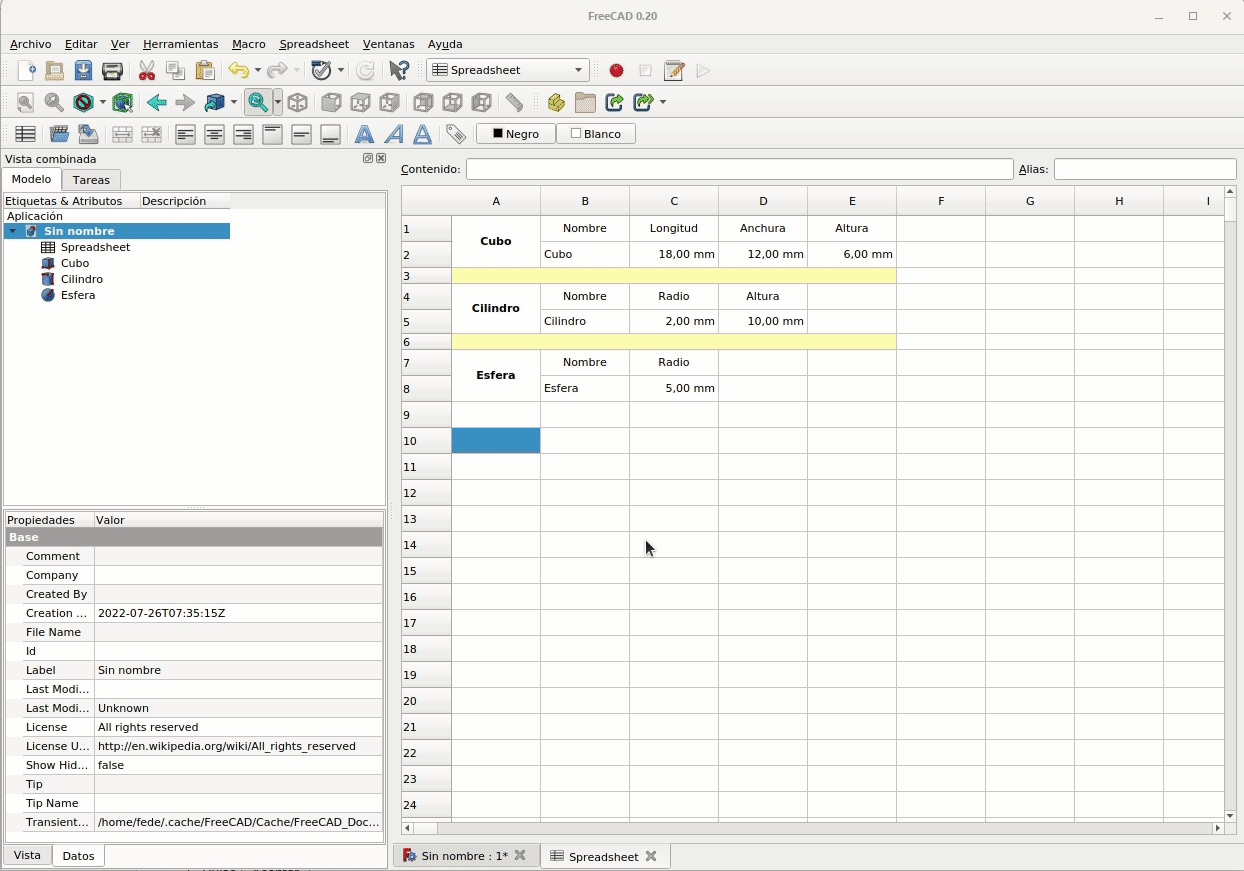 FreeCAD 0.20
Archivo Editar Ver Herramientas Macro Spreadsheet Ventanas Ayuda
Spreadsheet
Negro Blanco
Vista combinada
Modelo Tareas
Etiquetas & Atributos Descripción
Aplicación
Sin nombre
Spreadsheet
Cubo
Cilindro
Esfera
Propiedades Valor
Base
Comment
Company
Created By
Creation ... 2022-07-26T07:35:15Z
File Name
Id
Label Sin nombre
Last Modi...
Last Modi... Unknown
License All rights reserved
License U... http://en.wikipedia.org/wiki/All_rights_reserved
Show Hid... false
Tip
Tip Name
Transient... /home/fede/.cache/FreeCAD/Cache/FreeCAD_Doc...
Vista Datos
Contenido: Alias:
A B C D E F G H I
1 Cubo Nombre Longitud Anchura Altura
2 Cubo 18,00 mm 12,00 mm 6,00 mm
3
4 Cilindro Nombre Radio Altura
5 Cilindro 2,00 mm 10,00 mm
6
7 Esfera Nombre Radio
8 Esfera 5,00 mm
9
10
11
12
13
14
15
16
17
18
19
20
21
22
23
24
Sin nombre : 1* Spreadsheet